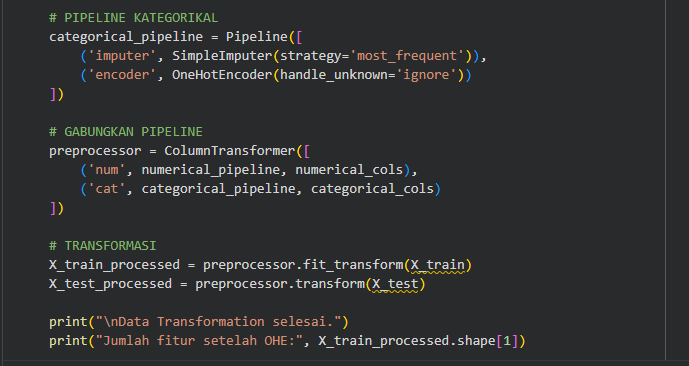 # PIPELINE KATEGORIKAL
categorical_pipeline = Pipeline([
    ('imputer', SimpleImputer(strategy='most_frequent')),
    ('encoder', OneHotEncoder(handle_unknown='ignore'))
])
# GABUNGKAN PIPELINE
preprocessor = ColumnTransformer([
    ('num', numerical_pipeline, numerical_cols),
    ('cat', categorical_pipeline, categorical_cols)
])
# TRANSFORMASI
X_train_processed = preprocessor.fit_transform(X_train)
X_test_processed = preprocessor.transform(X_test)
print("\nData Transformation selesai.")
print("Jumlah fitur setelah OHE:", X_train_processed.shape[1])